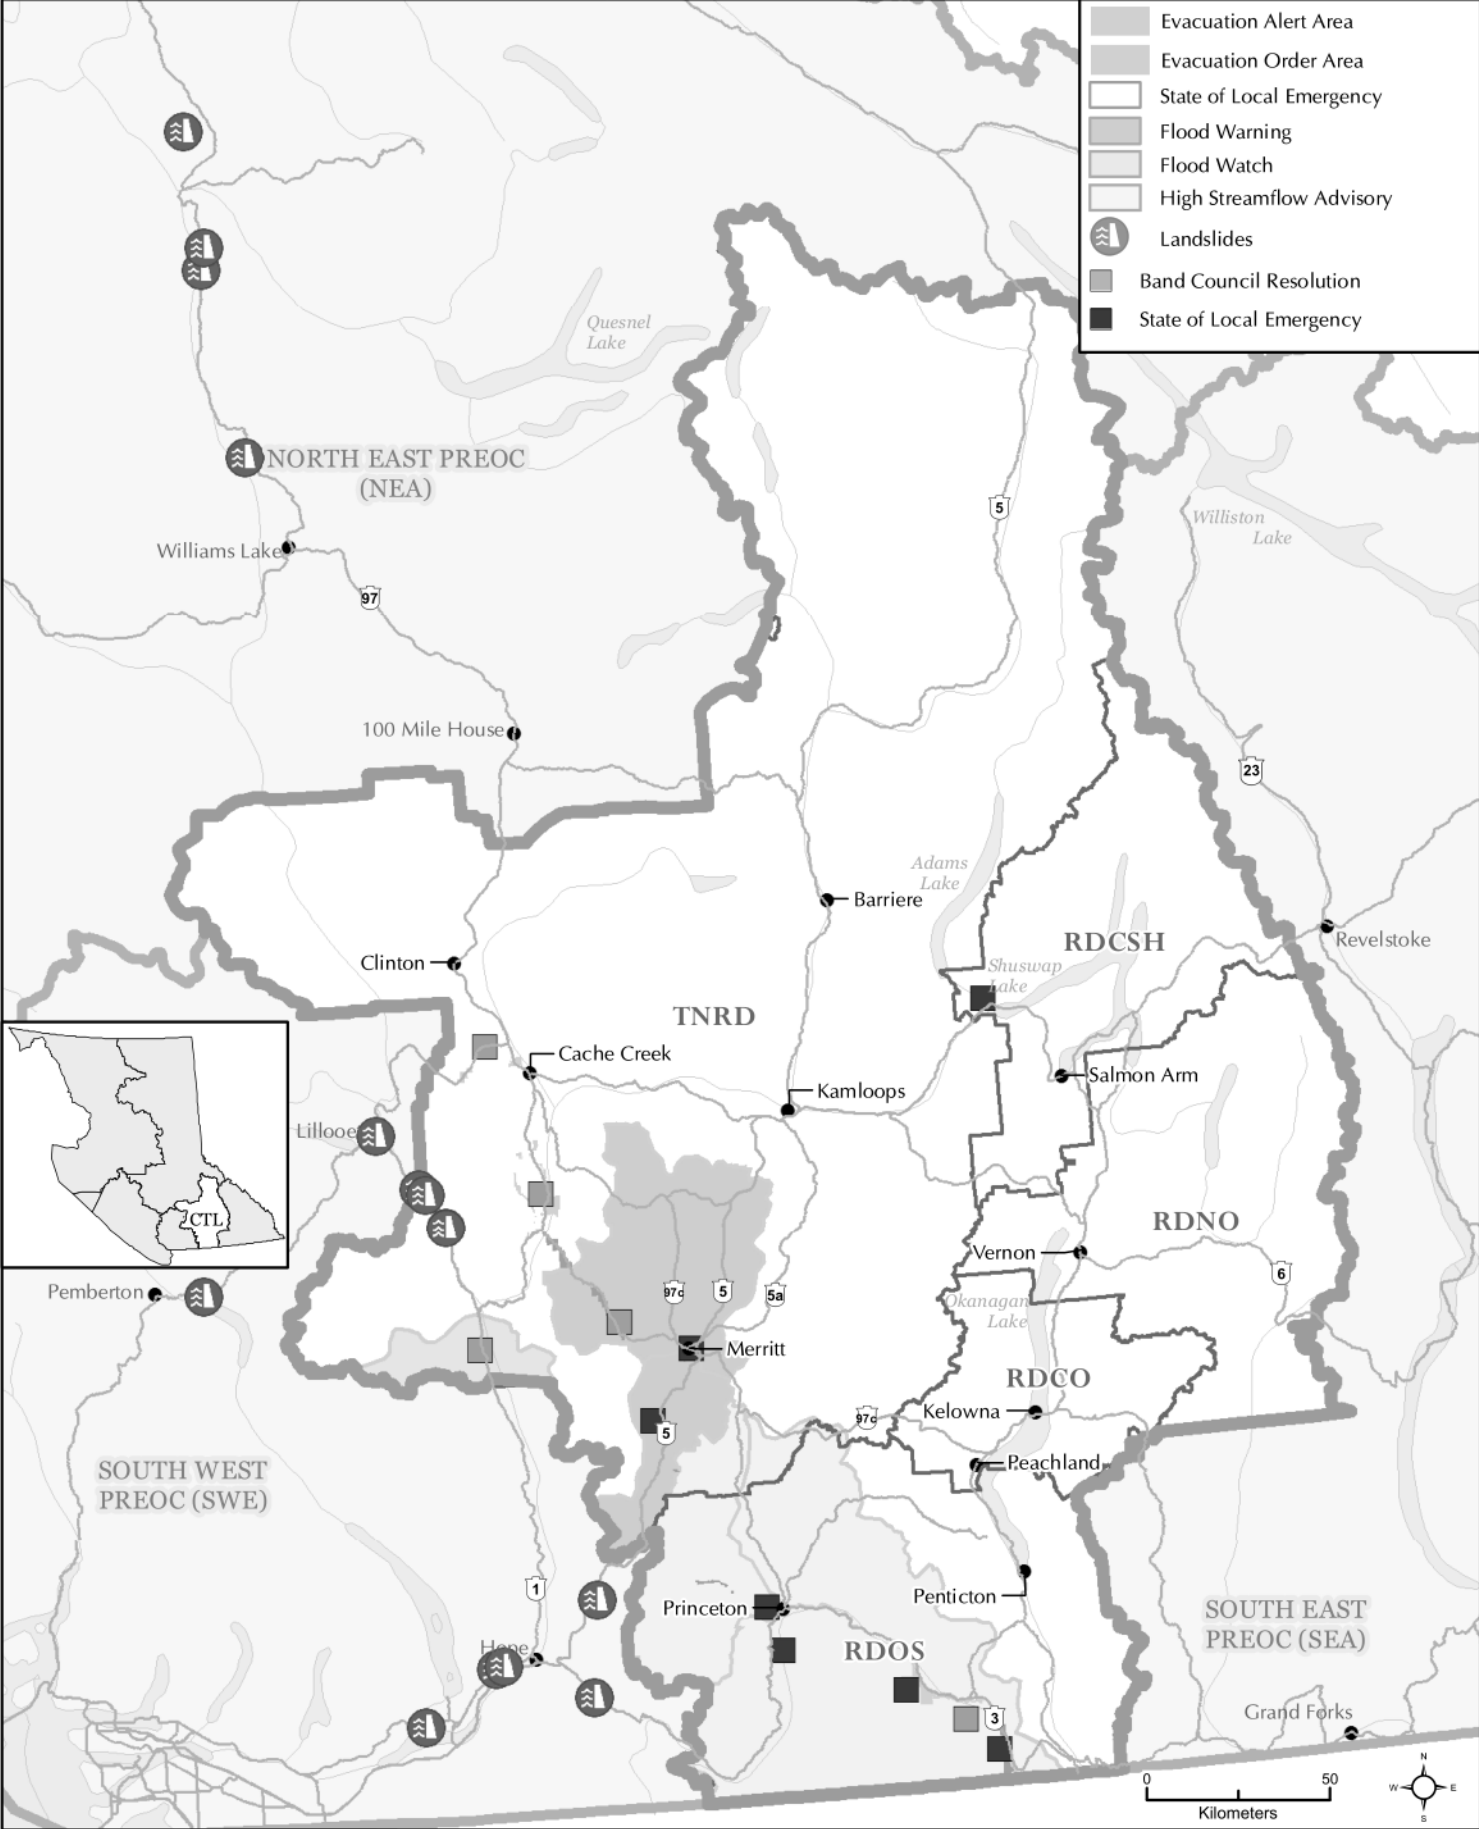 Evacuation Alert Area
Evacuation Order Area
State of Local Emergency
Flood Warning
Flood Watch
High Streamflow Advisory
Landslides
Band Council Resolution
State of Local Emergency
Quesnel
Lake
NORTH EAST PREOC
(NEA)
5
Williston
Lake
Williams Lake
97
100 Mile House
23
Adams
Lake
Barriere
RDCSH
Revelstoke
Clinton
Shuswap
Lake
TNRD
Cache Creek
Salmon Arm
Kamloops
Lillooe
CTL
RDNO
Vernon
6
Pemberton
97c
5
5a
Okanagan
Lake
Merritt
RDCO
Kelowna
97c
5
Peachland
SOUTH WEST
PREOC (SWE)
1
Penticton
Princeton
SOUTH EAST
PREOC (SEA)
Hope
RDOS
3
Grand Forks
0
50
Kilometers
N
W
E
S